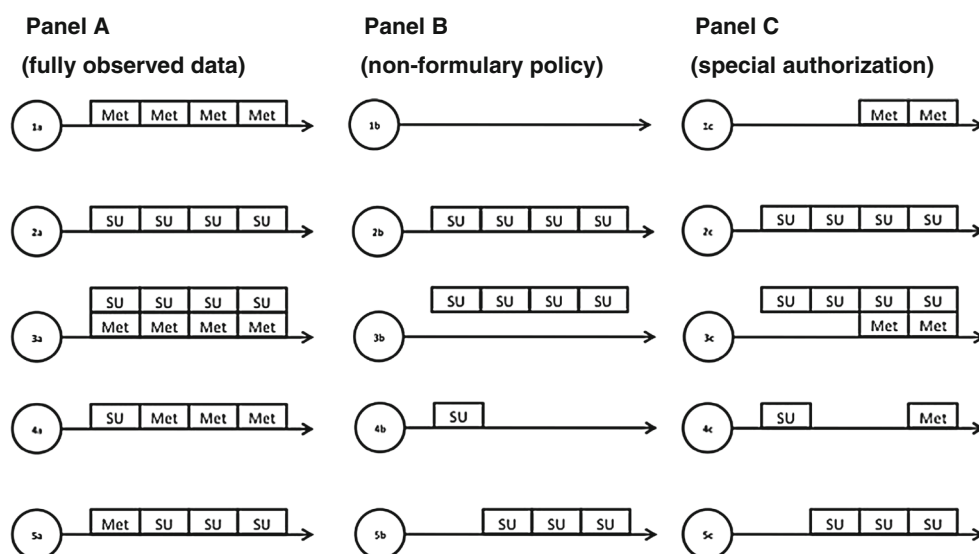 Panel A Panel B Panel C
(fully observed data) (non-formulary policy) (special authorization)
1a Met Met Met Met 1b 1c Met Met
2a SU SU SU SU 2b SU SU SU SU 2c SU SU SU SU
SU SU SU SU SU SU SU SU SU SU SU SU
3a Met Met Met Met 3b 3c Met Met
4a SU Met Met Met 4b SU 4c SU Met
5a Met SU SU SU 5b SU SU SU 5c SU SU SU